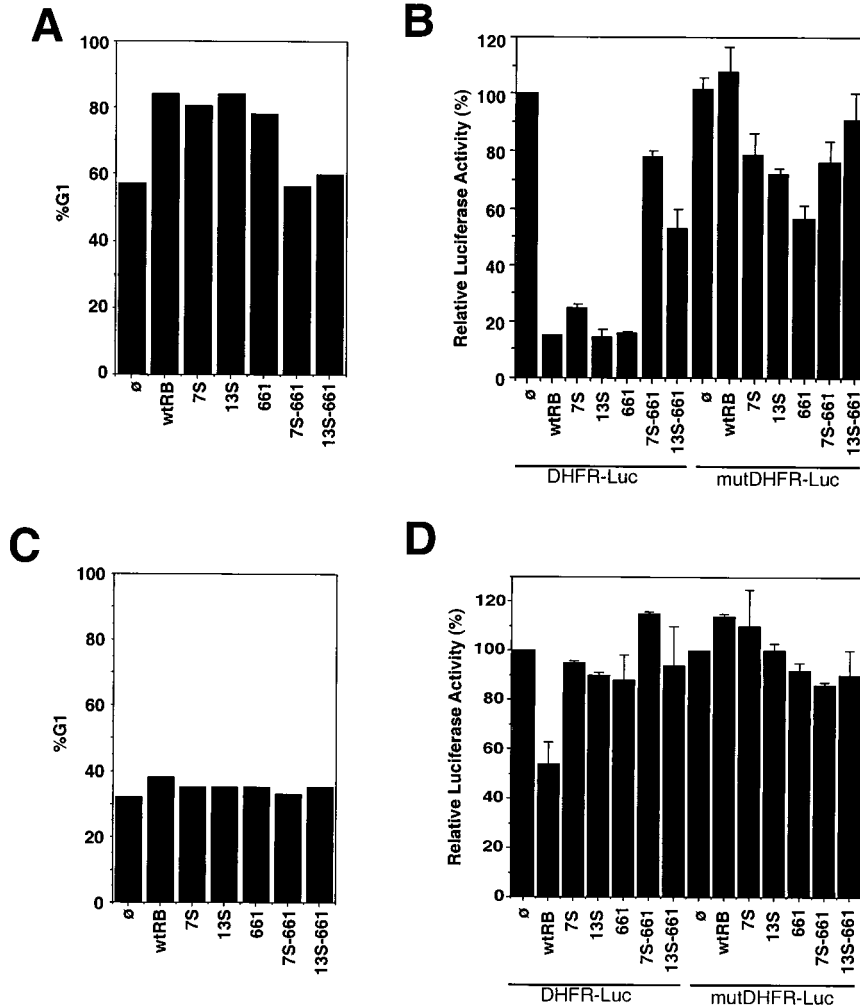 A
100
80
60
40
20
0
%G1
ø
wtRB
7S
13S
661
7S-661
13S-661
B
120
100
80
60
40
20
0
Relative Luciferase Activity (%)
ø
wtRB
7S
13S
661
7S-661
13S-661
ø
wtRB
7S
13S
661
7S-661
13S-661
DHFR-Luc
mutDHFR-Luc
C
100
80
60
40
20
0
%G1
ø
wtRB
7S
13S
661
7S-661
13S-661
D
120
100
80
60
40
20
0
Relative Luciferase Activity (%)
ø
wtRB
7S
13S
661
7S-661
13S-661
ø
wtRB
7S
13S
661
7S-661
13S-661
DHFR-Luc
mutDHFR-Luc